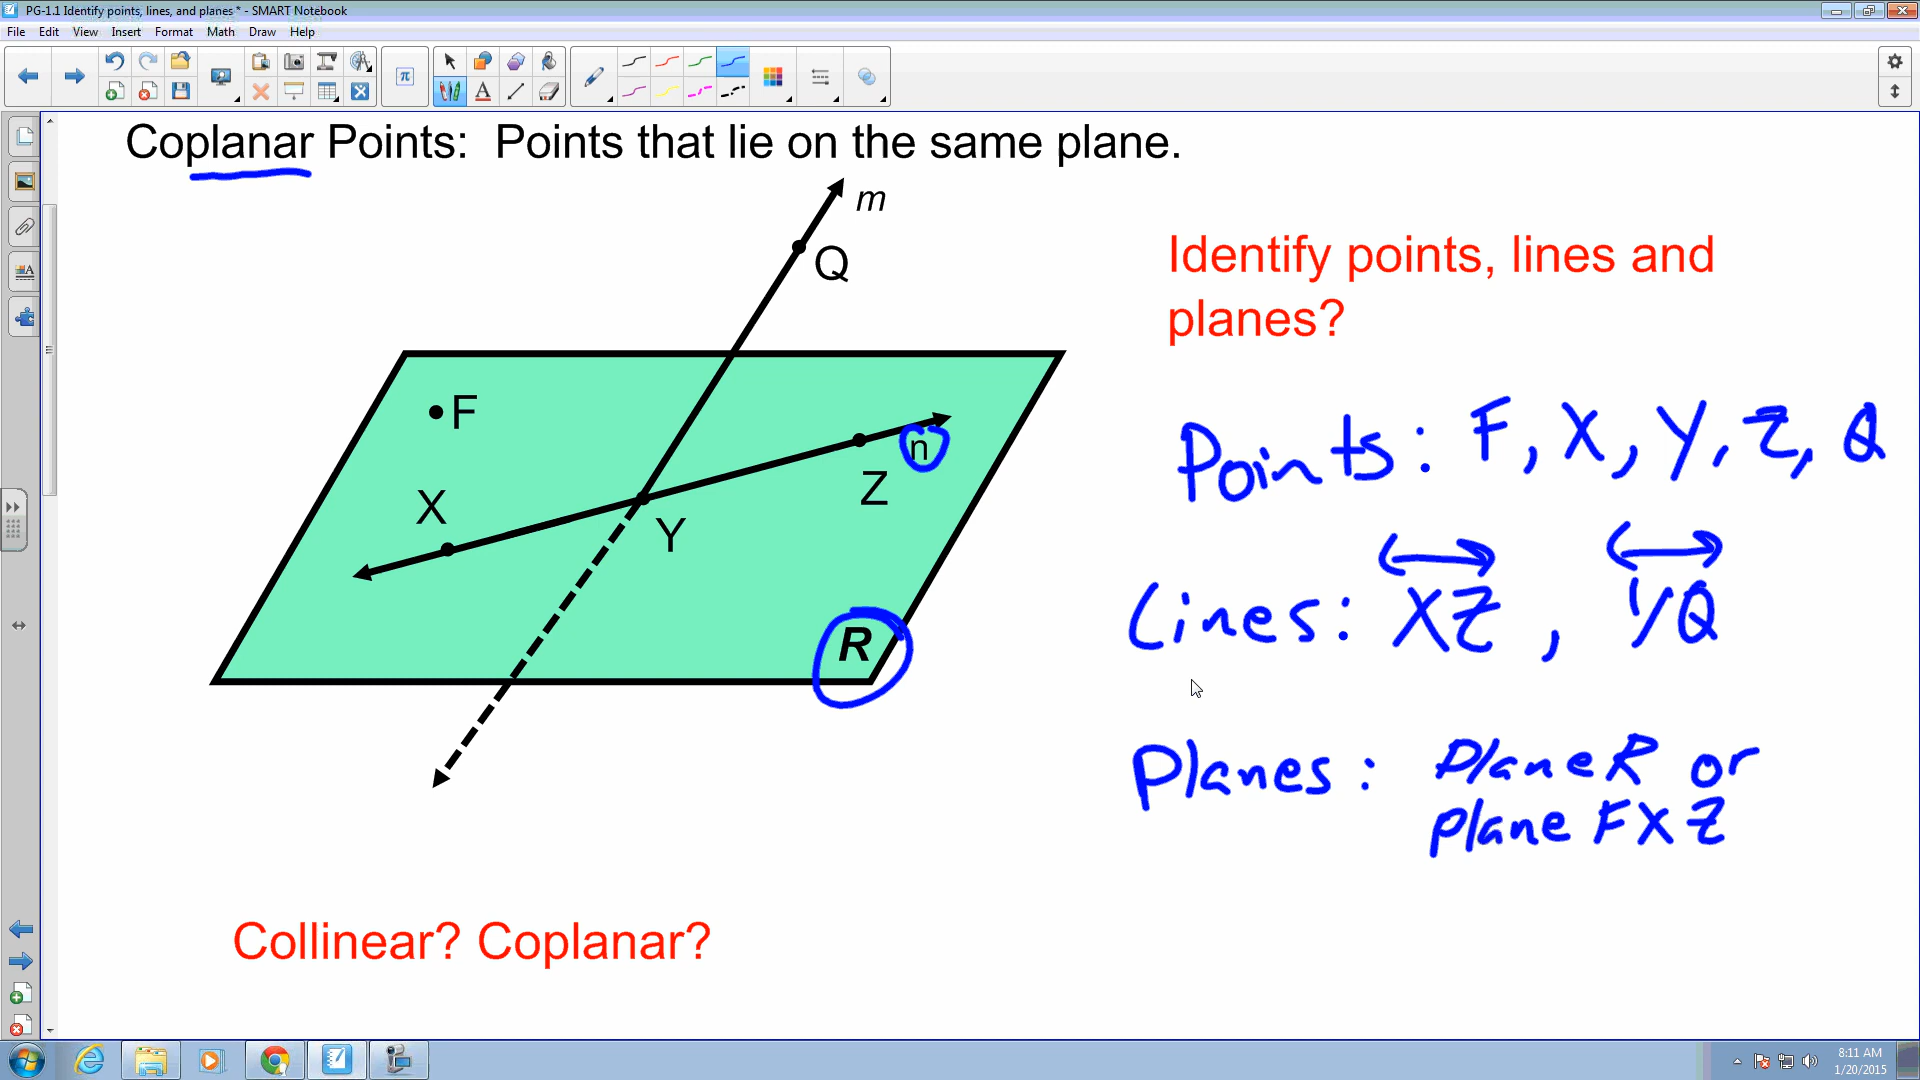 PG-1.1 Identify points, lines, and planes * - SMART Notebook
File Edit View Insert Format Math Draw Help
Coplanar Points: Points that lie on the same plane.
m
Q
Identify points, lines and
planes?
F
n
Z
X
Y
R
Points: F, X, Y, Z, Q
Lines: XZ, YQ
Planes: Plane R or
plane FXZ
Collinear? Coplanar?
8:11 AM
1/20/2015